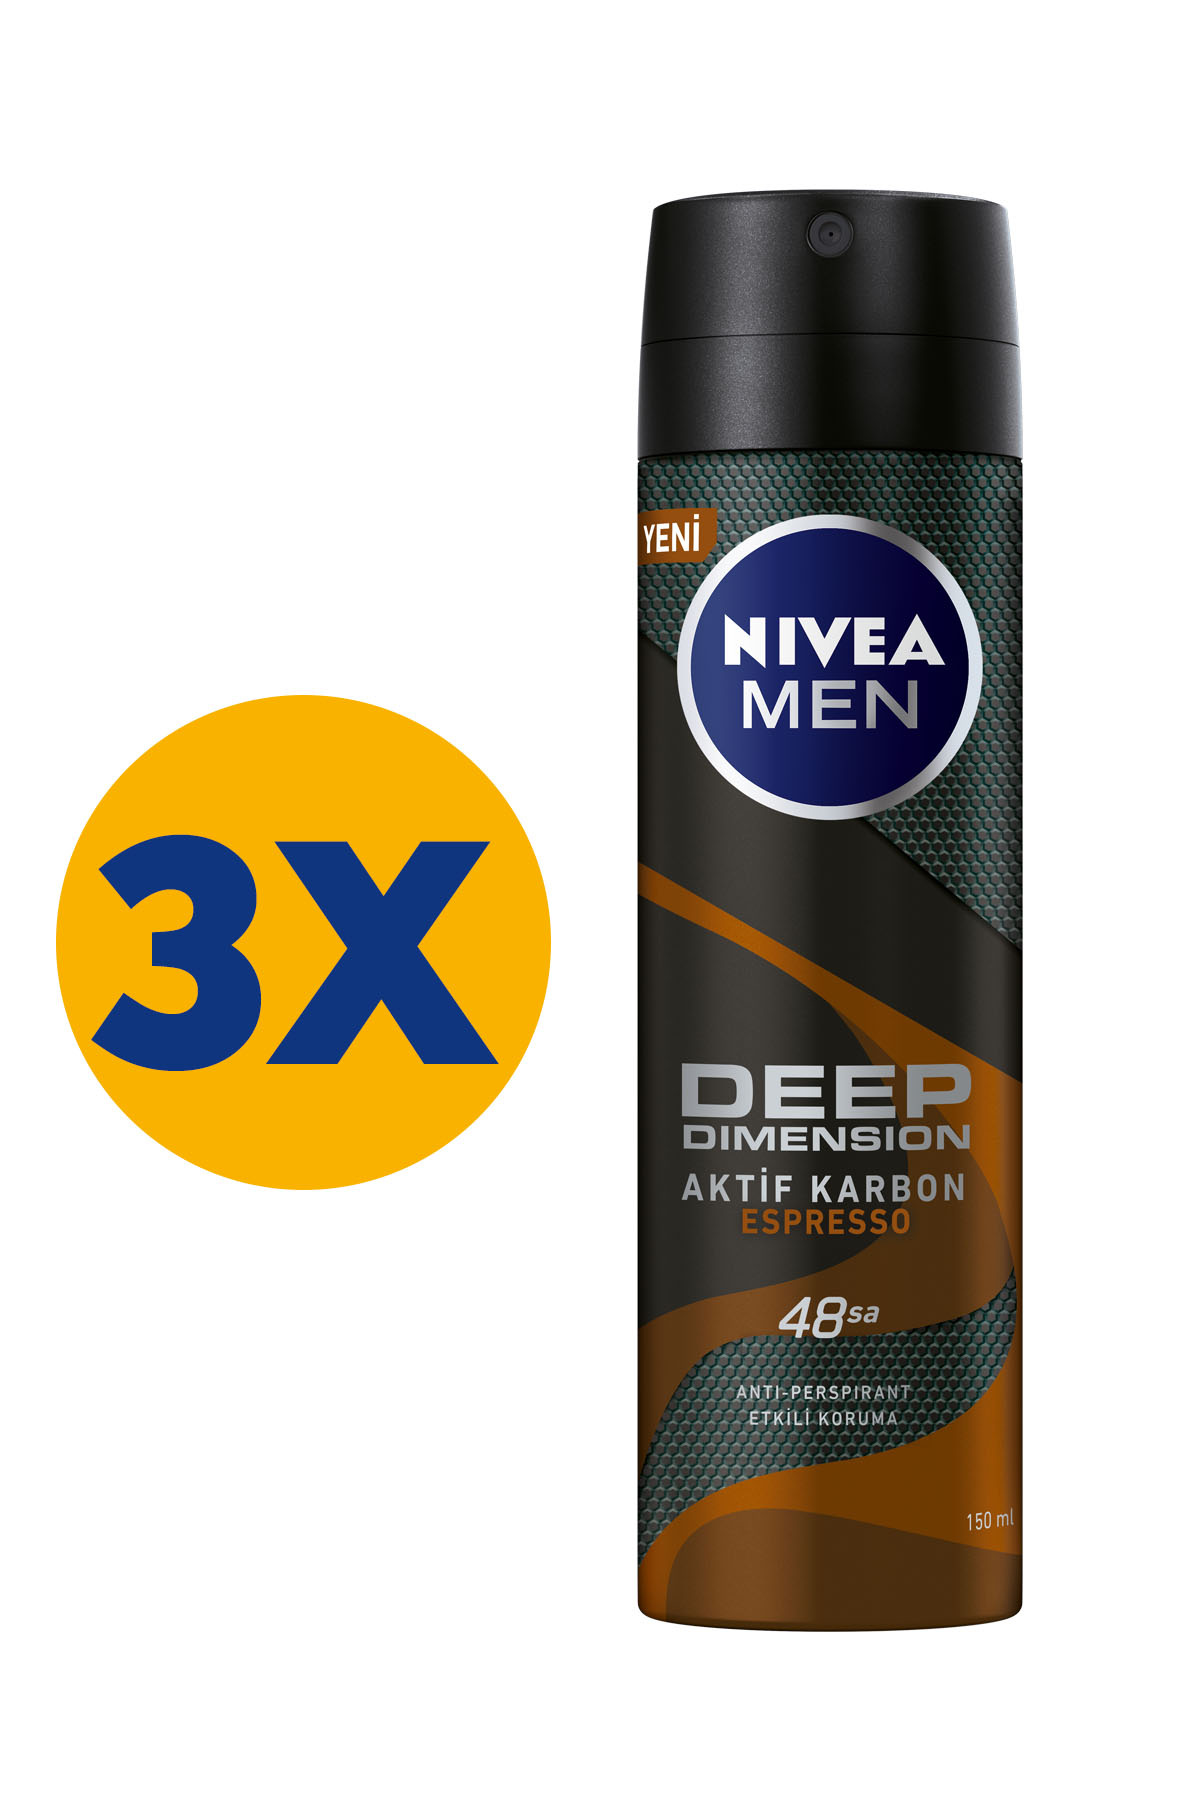 3X
YENİ
NIVEA
MEN
DEEP
DIMENSION
AKTİF KARBON
ESPRESSO
48sa
ANTI-PERSPIRANT
ETKİLİ KORUMA
150 ml